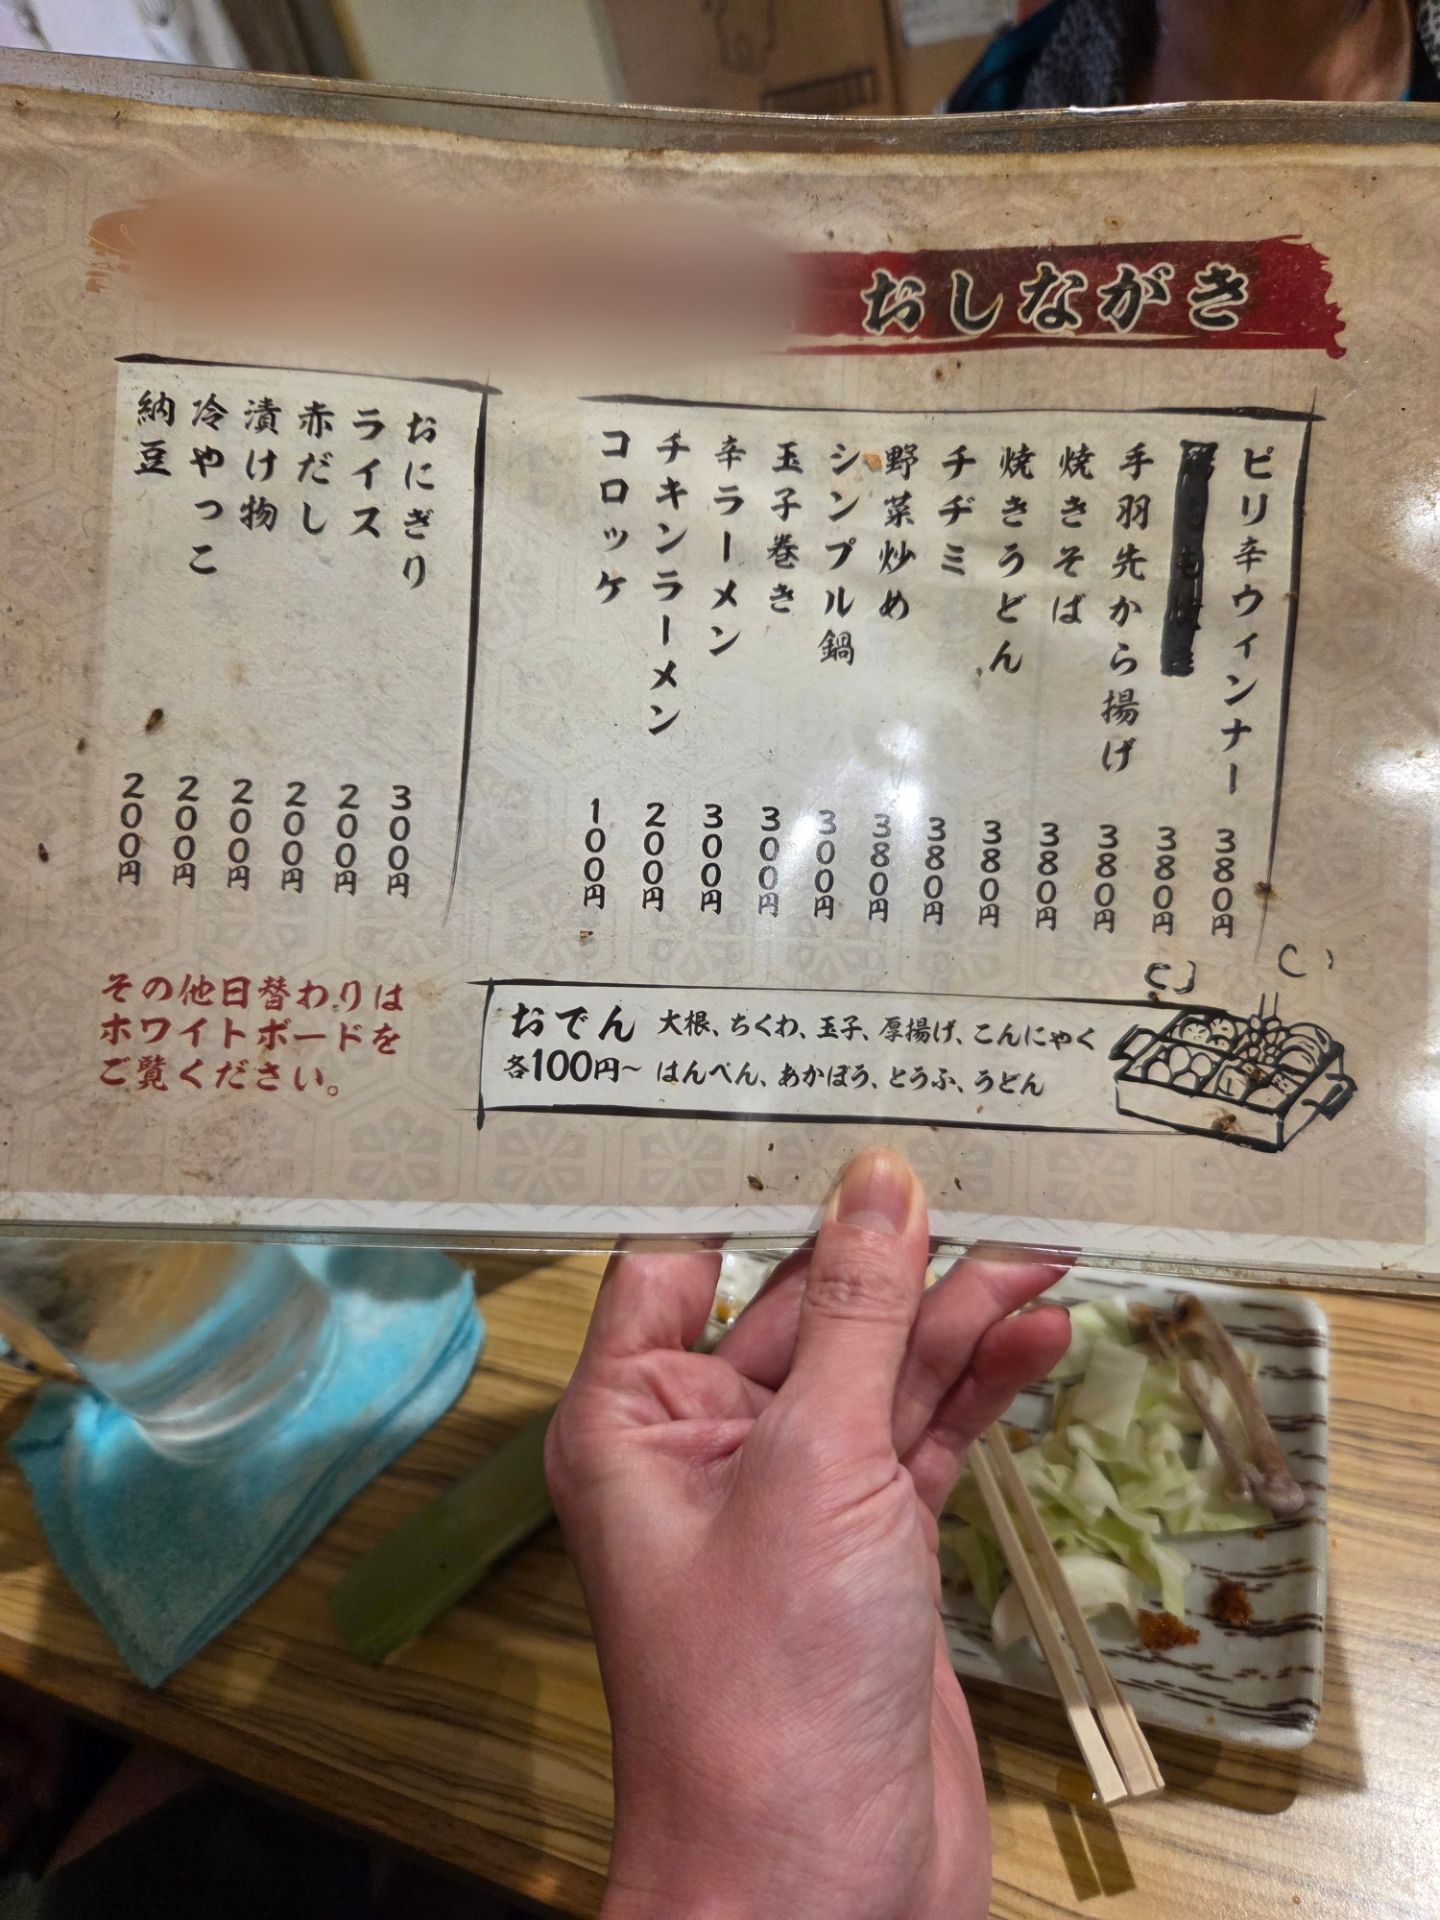 おしながき
ピリ辛ウィンナー 380円
380円
手羽先から揚げ 380円
焼きそば 380円
焼きうどん 380円
チヂミ 380円
野菜炒め 380円
シンプル鍋 300円
玉子巻き 300円
辛ラーメン 300円
チキンラーメン 200円
コロッケ 100円
おにぎり 300円
ライス 200円
赤だし 200円
漬け物 200円
冷やっこ 200円
納豆 200円
その他日替わりは
ホワイトボードを
ご覧ください。
おでん 大根、ちくわ、玉子、厚揚げ、こんにゃく
各100円~ はんぺん、あかぼう、とうふ、うどん